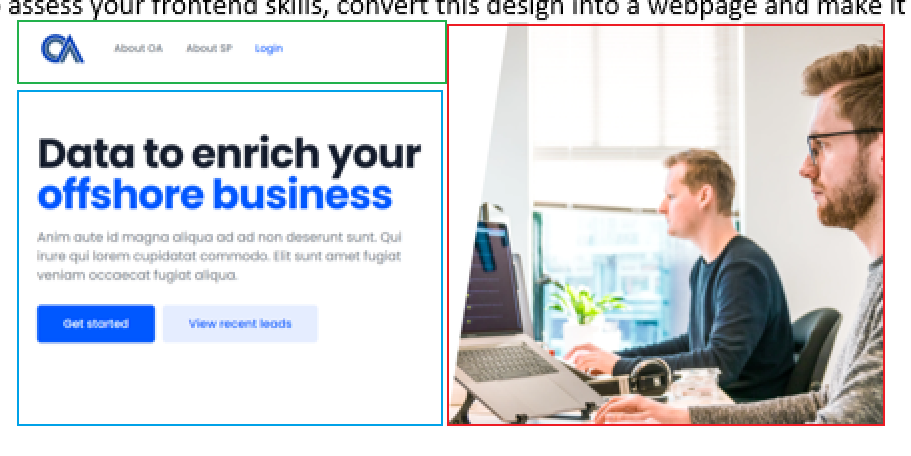 assess your frontend skills, convert this design into a webpage and make it
OA
About OA About SP Login
Data to enrich your
offshore business
Anim aute id magna aliqua ad ad non deserunt sunt. Qui
irure qui lorem cupidatat commodo. Elit sunt amet fugiat
veniam occaecat fugiat aliqua.
Get started View recent leads